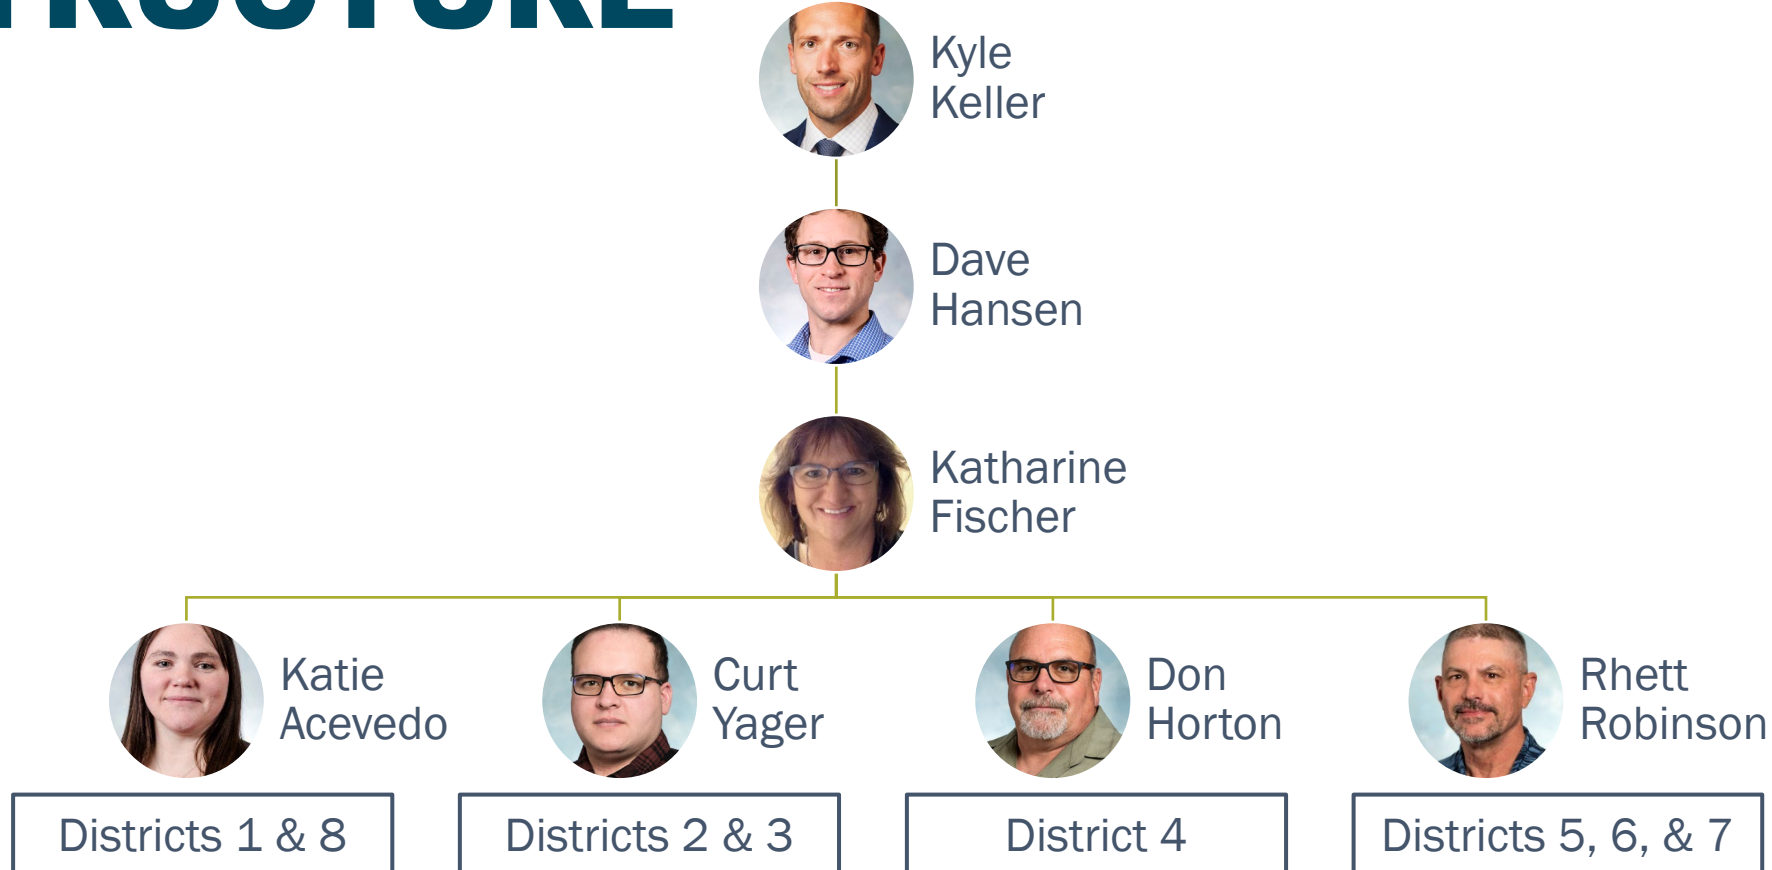 TRUCTURE
Kyle
Keller
Dave
Hansen
Katharine
Fischer
Katie
Acevedo
Curt
Yager
Don
Horton
Rhett
Robinson
Districts 1 & 8
Districts 2 & 3
District 4
Districts 5, 6, & 7